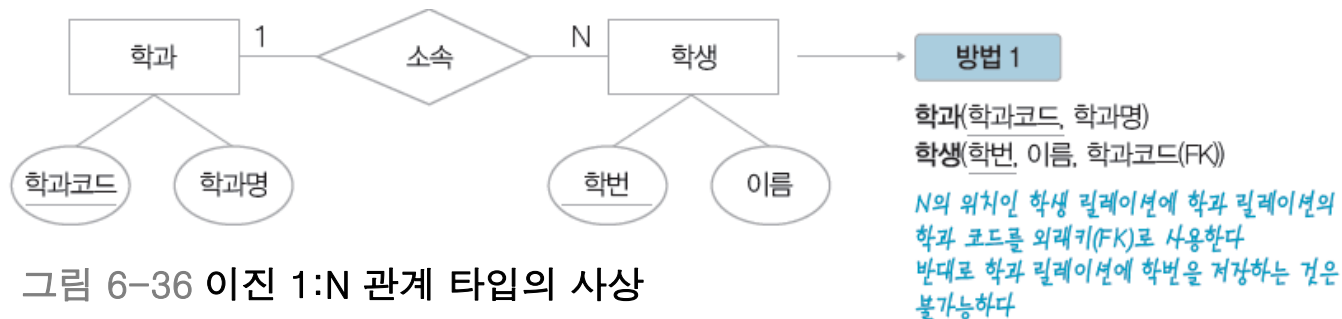 학과
1
소속
N
학생
방법 1
학과코드
학과명
학번
이름
학과(학과코드, 학과명)
학생(학번, 이름, 학과코드(FK))
N의 위치인 학생 릴레이션에 학과 릴레이션의
학과 코드를 외래키(FK)로 사용한다
반대로 학과 릴레이션에 학번을 저장하는 것은
불가능하다
그림 6-36 이진 1:N 관계 타입의 사상